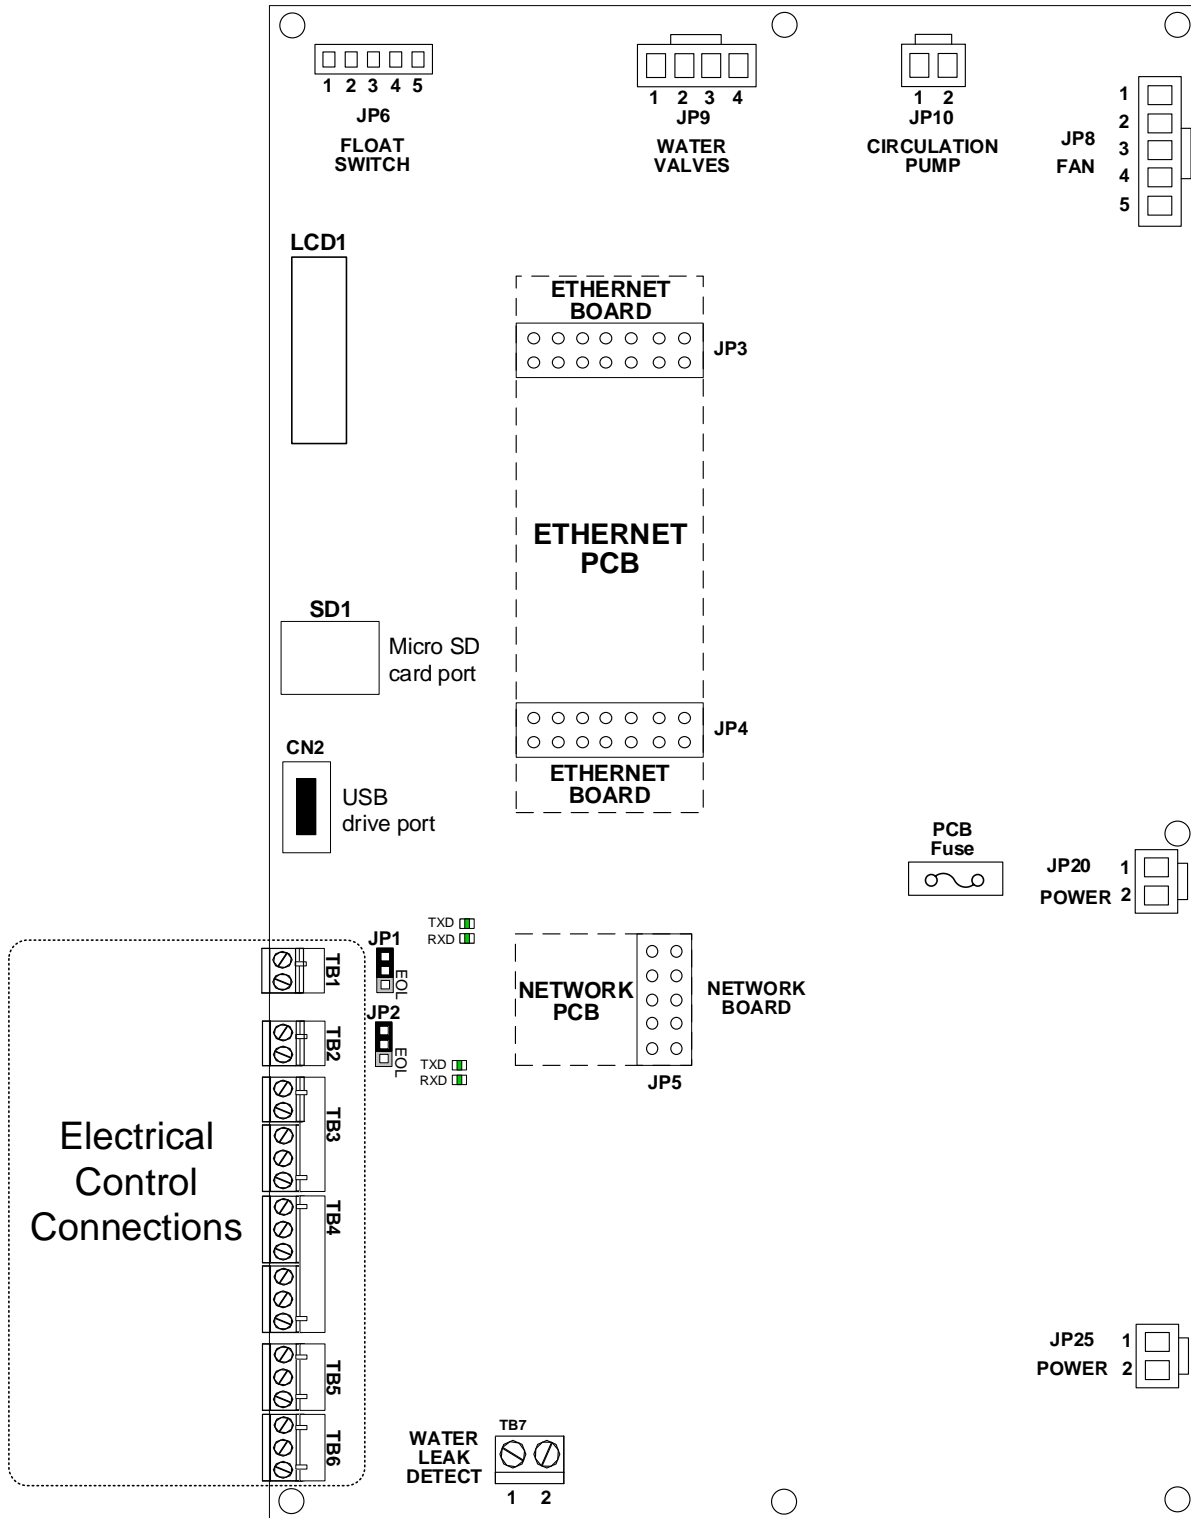 1 2 3 4 5
JP6
FLOAT
SWITCH
1 2 3 4
JP9
WATER
VALVES
1 2
JP10
CIRCULATION
PUMP
JP8
FAN
1
2
3
4
5
LCD1
ETHERNET
BOARD
JP3
ETHERNET
PCB
SD1
Micro SD
card port
JP4
ETHERNET
BOARD
CN2
USB
drive port
PCB
Fuse
JP20
POWER
1
2
TXD
RXD
JP1
EOL
JP2
EOL
TXD
RXD
NETWORK
PCB
NETWORK
BOARD
JP5
TB1
TB2
TB3
TB4
TB5
TB6
Electrical
Control
Connections
JP25
POWER
1
2
WATER
LEAK
DETECT
TB7
1 2